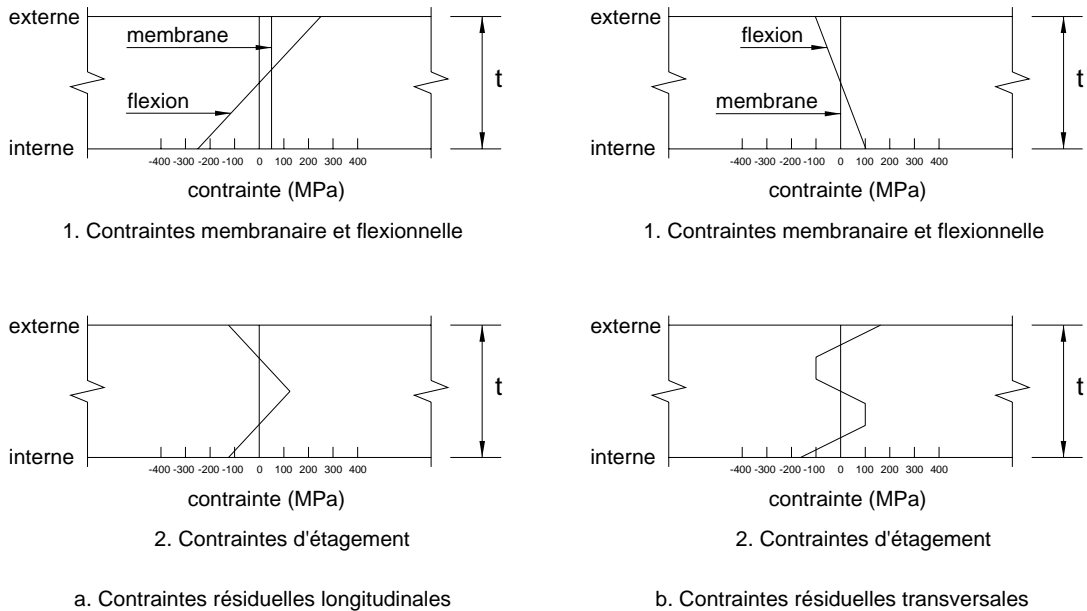 externe
membrane
flexion
interne
t
-400 -300 -200 -100 0 100 200 300 400
contrainte (MPa)
1. Contraintes membranaire et flexionnelle
externe
flexion
membrane
interne
t
-400 -300 -200 -100 0 100 200 300 400
contrainte (MPa)
1. Contraintes membranaire et flexionnelle
externe
interne
t
-400 -300 -200 -100 0 100 200 300 400
contrainte (MPa)
2. Contraintes d'étagement
externe
interne
t
-400 -300 -200 -100 0 100 200 300 400
contrainte (MPa)
2. Contraintes d'étagement
a. Contraintes résiduelles longitudinales
b. Contraintes résiduelles transversales